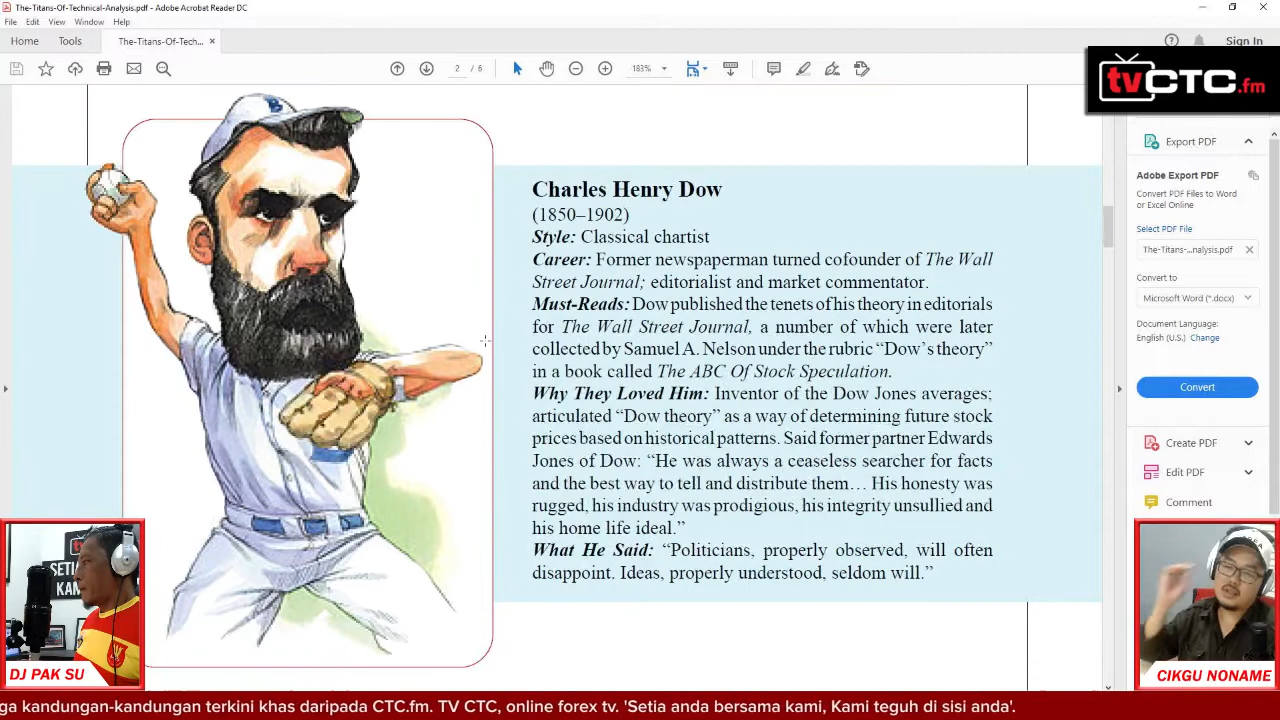 The-Titans-Of-Technical-Analysis.pdf - Adobe Acrobat Reader DC
File Edit View Window Help
Home Tools The-Titans-Of-Tech... × Sign In
2 / 6 183%
tvCTC.fm
Export PDF
Adobe Export PDF
Convert PDF Files to Word
or Excel Online
Select PDF File
The-Titans-...nalysis.pdf
Convert to
Microsoft Word (*.docx)
Document Language:
English (U.S.) Change
Convert
Create PDF
Edit PDF
Comment
B
Charles Henry Dow
(1850–1902)
Style: Classical chartist
Career: Former newspaperman turned cofounder of The Wall
Street Journal; editorialist and market commentator.
Must-Reads: Dow published the tenets of his theory in editorials
for The Wall Street Journal, a number of which were later
collected by Samuel A. Nelson under the rubric “Dow’s theory”
in a book called The ABC Of Stock Speculation.
Why They Loved Him: Inventor of the Dow Jones averages;
articulated “Dow theory” as a way of determining future stock
prices based on historical patterns. Said former partner Edwards
Jones of Dow: “He was always a ceaseless searcher for facts
and the best way to tell and distribute them… His honesty was
rugged, his industry was prodigious, his integrity unsullied and
his home life ideal.”
What He Said: “Politicians, properly observed, will often
disappoint. Ideas, properly understood, seldom will.”
SETIA
KAM
DJ PAK SU
CIKGU NONAME
ga kandungan-kandungan terkini khas daripada CTC.fm. TV CTC, online forex tv. 'Setia anda bersama kami, Kami teguh di sisi anda'.